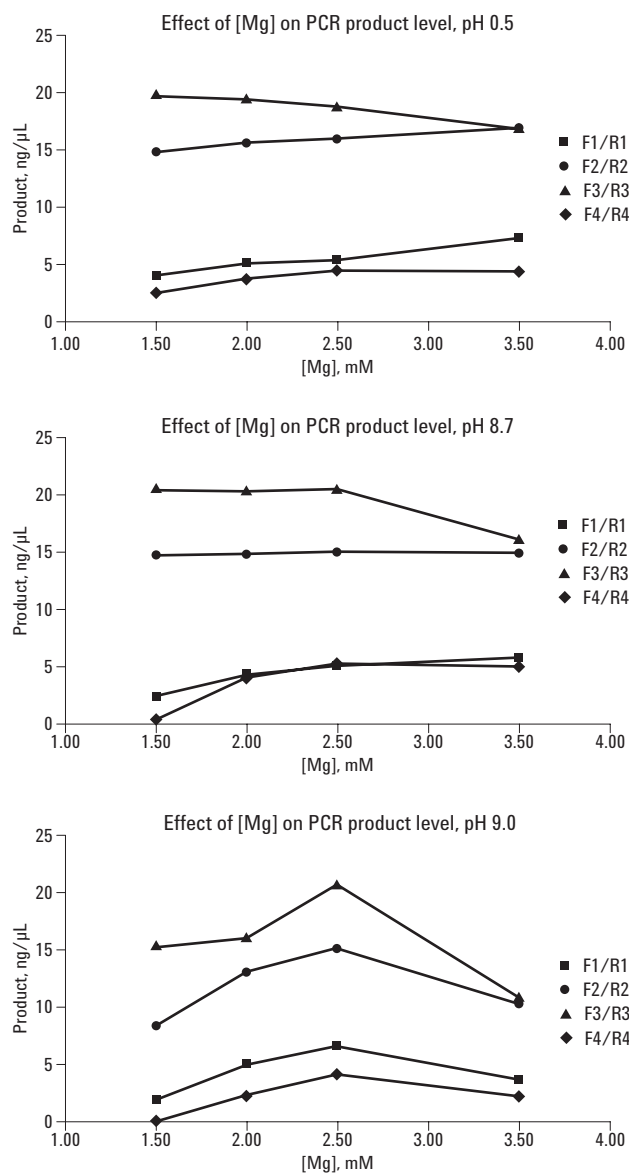 Effect of [Mg] on PCR product level, pH 0.5
25
20
15
10
5
0
Product, ng/µL
1.00 1.50 2.00 2.50 3.00 3.50 4.00
[Mg], mM
F1/R1
F2/R2
F3/R3
F4/R4
Effect of [Mg] on PCR product level, pH 8.7
25
20
15
10
5
0
Product, ng/µL
1.00 1.50 2.00 2.50 3.00 3.50 4.00
[Mg], mM
F1/R1
F2/R2
F3/R3
F4/R4
Effect of [Mg] on PCR product level, pH 9.0
25
20
15
10
5
0
Product, ng/µL
1.00 1.50 2.00 2.50 3.00 3.50 4.00
[Mg], mM
F1/R1
F2/R2
F3/R3
F4/R4